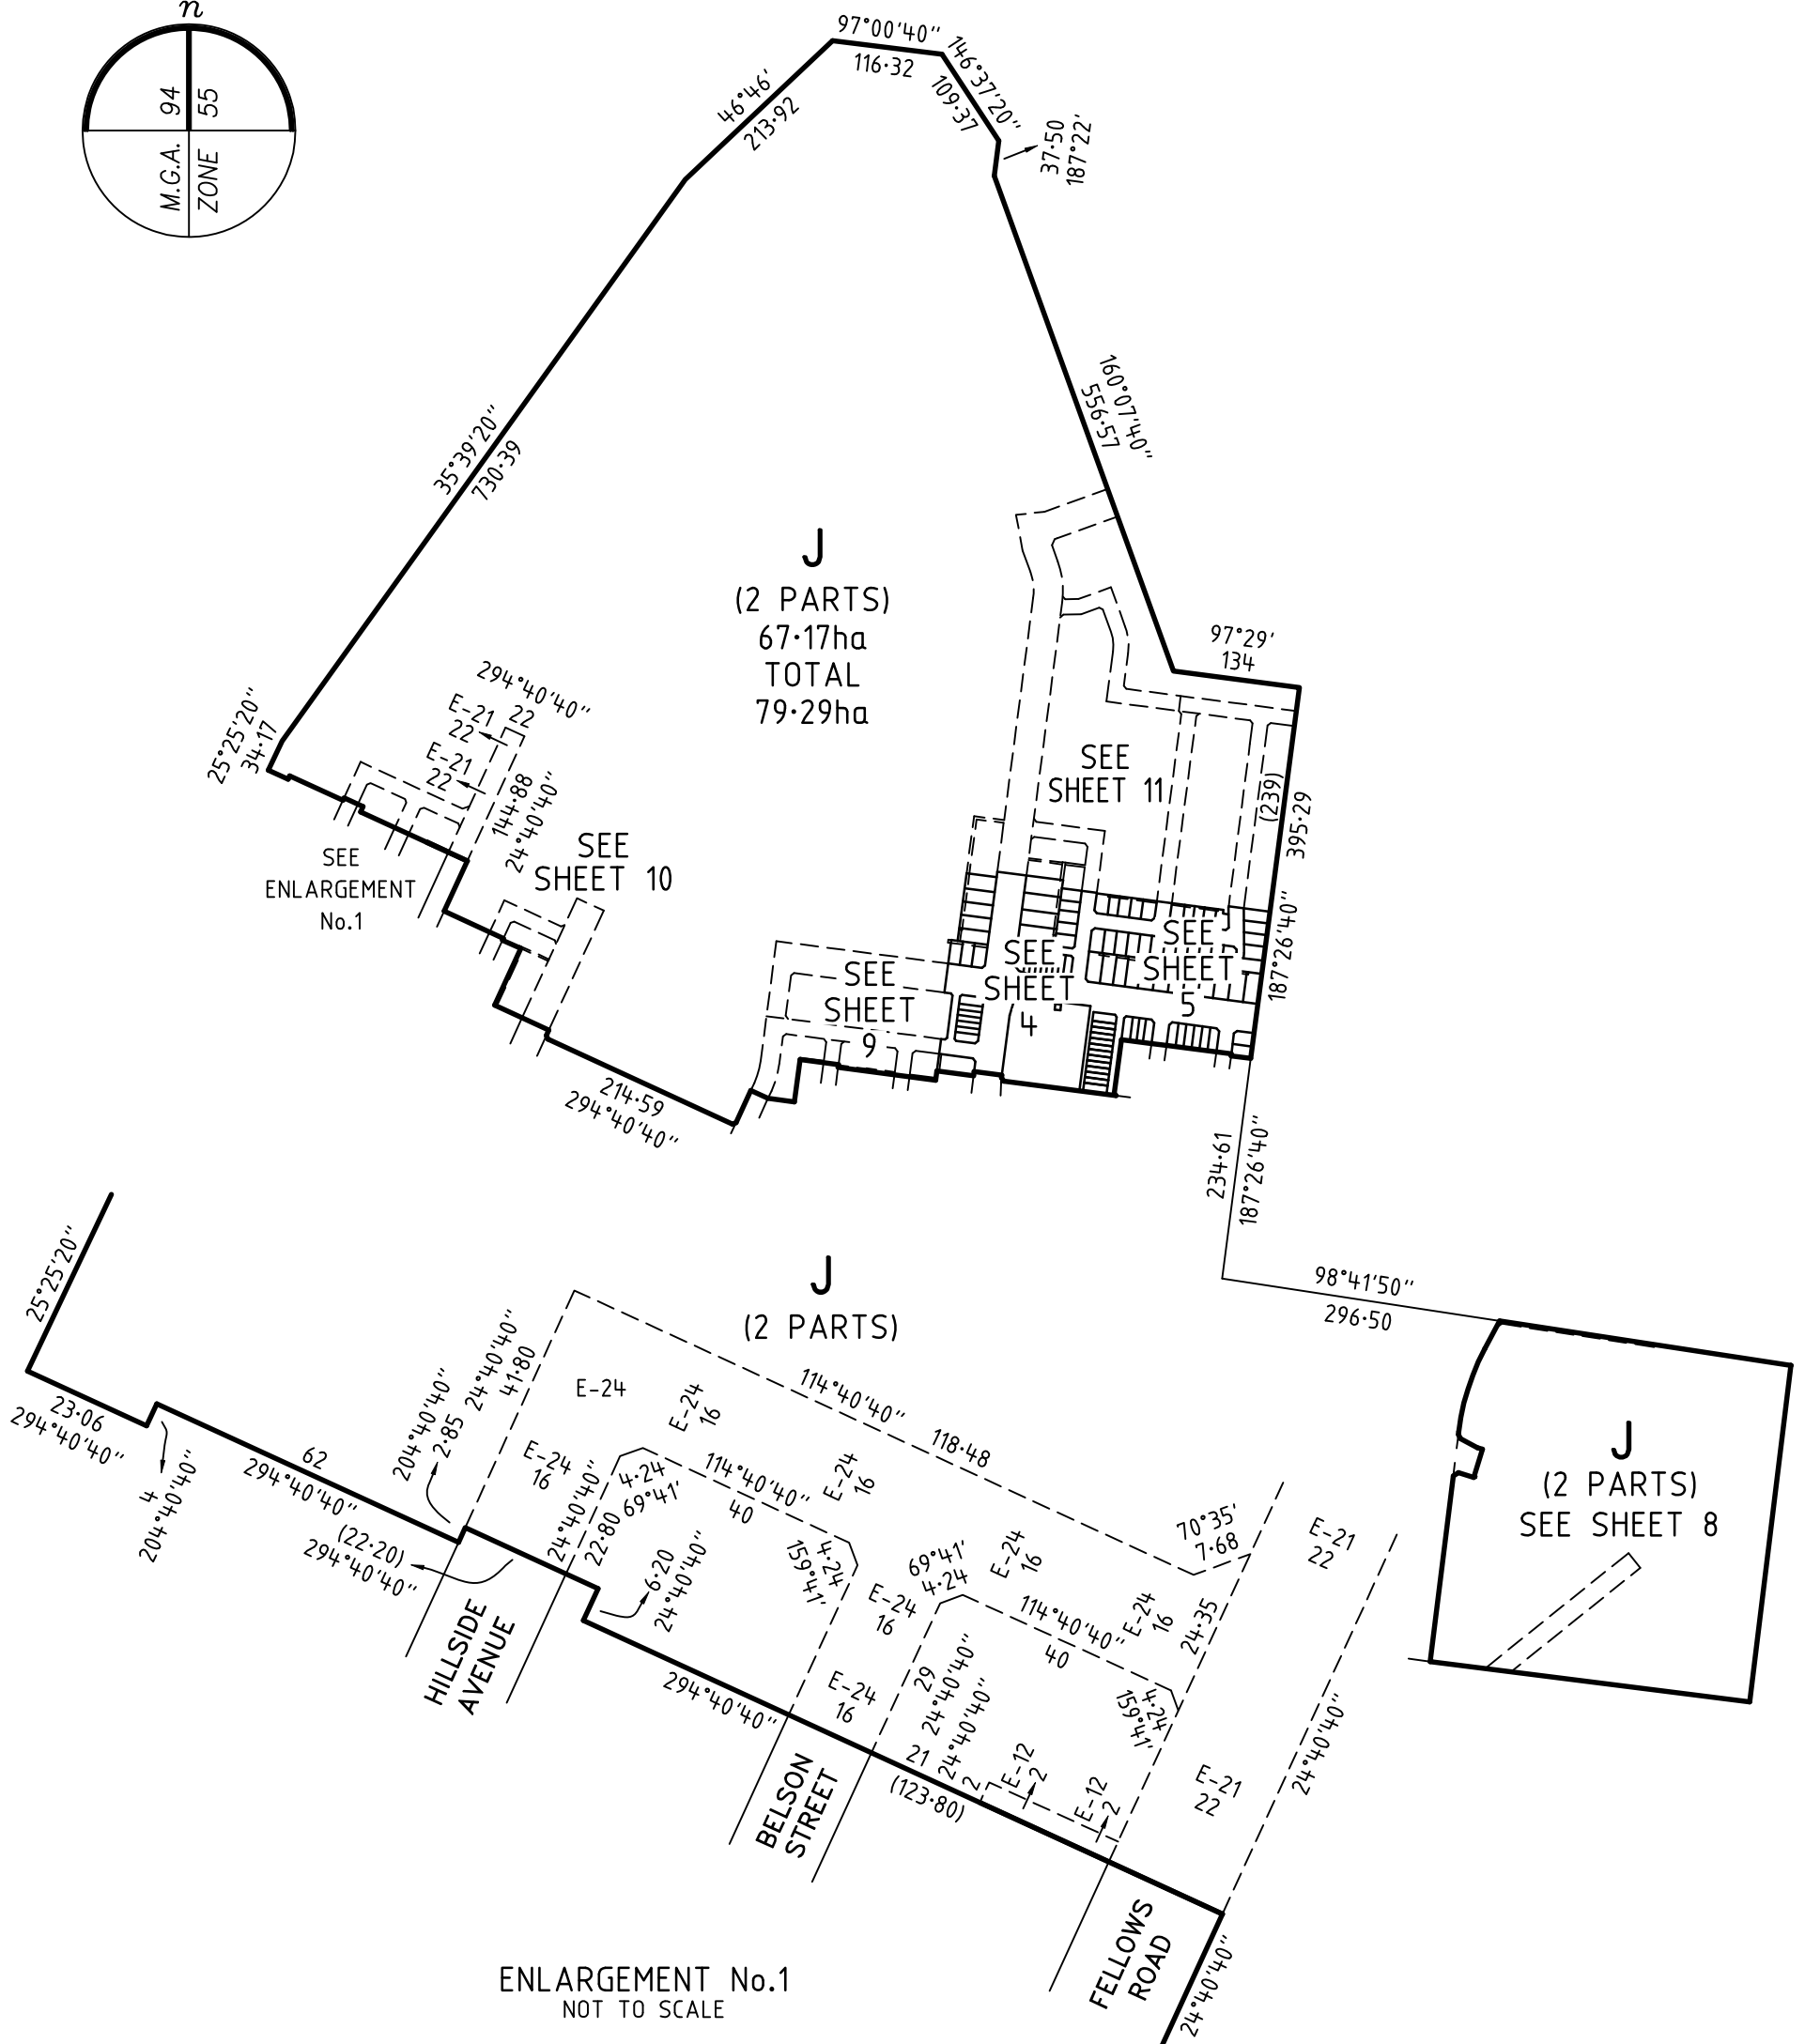 n
M.G.A. 94
ZONE 55
97°00'40"
116·32
146°37'20"
109·37
37·50
187°22'
46°46'
213·92
35°39'20"
730·39
160°07'40"
556·57
J
(2 PARTS)
67·17ha
TOTAL
79·29ha
97°29'
134
25°25'20"
34·17
294°40'40"
22
E-21
22
E-21
22
144·88
24°40'40"
SEE
SHEET 11
(239)
395·29
187°26'40"
SEE
SHEET 10
SEE
ENLARGEMENT
No.1
SEE
SHEET
9
SEE
SHEET
4
SEE
SHEET
5
214·59
294°40'40"
234·61
187°26'40"
98°41'50"
296·50
J
(2 PARTS)
SEE SHEET 8
J
(2 PARTS)
25°25'20"
23·06
294°40'40"
4
204°40'40"
62
294°40'40"
204°40'40"
2·85
24°40'40"
41·80
(22·20)
294°40'40"
E-24
E-24
16
E-24
16
24°40'40"
22·80
4·24
69°41'
114°40'40"
40
E-24
16
114°40'40"
118·48
6·20
24°40'40"
4·24
159°41'
E-24
16
69°41'
4·24
E-24
16
114°40'40"
40
E-24
16
70°35'
7·68
24·35
E-21
22
E-24
16
29
24°40'40"
24°40'40"
2
4·24
159°41'
E-12
2
E-12
2
E-21
22
24°40'40"
294°40'40"
21
(123·80)
HILLSIDE
AVENUE
BELSON
STREET
FELLOWS
ROAD
24°40'40"
ENLARGEMENT No.1
NOT TO SCALE